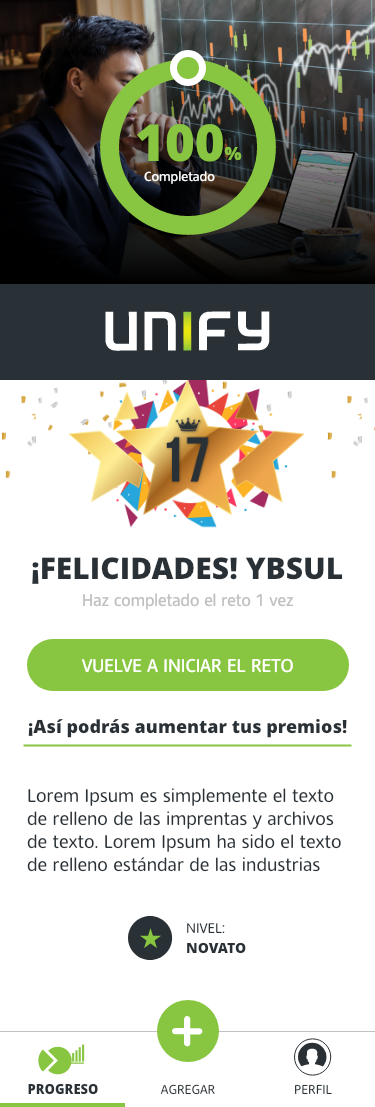 100%
Completado
UNIFY
17
¡FELICIDADES! YBSUL
Haz completado el reto 1 vez
VUELVE A INICIAR EL RETO
¡Así podrás aumentar tus premios!
Lorem Ipsum es simplemente el texto
de relleno de las imprentas y archivos
de texto. Lorem Ipsum ha sido el texto
de relleno estándar de las industrias
NIVEL:
NOVATO
PROGRESO
AGREGAR
PERFIL